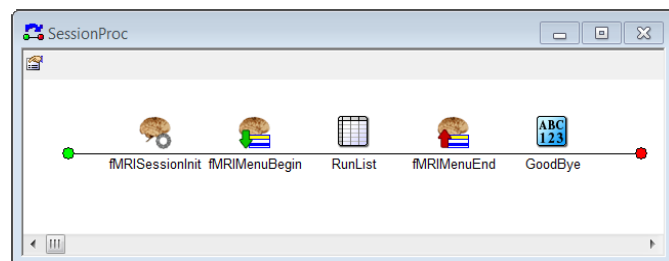 SessionProc
ABC
123
fMRISessionInit fMRIMenuBegin RunList fMRIMenuEnd GoodBye